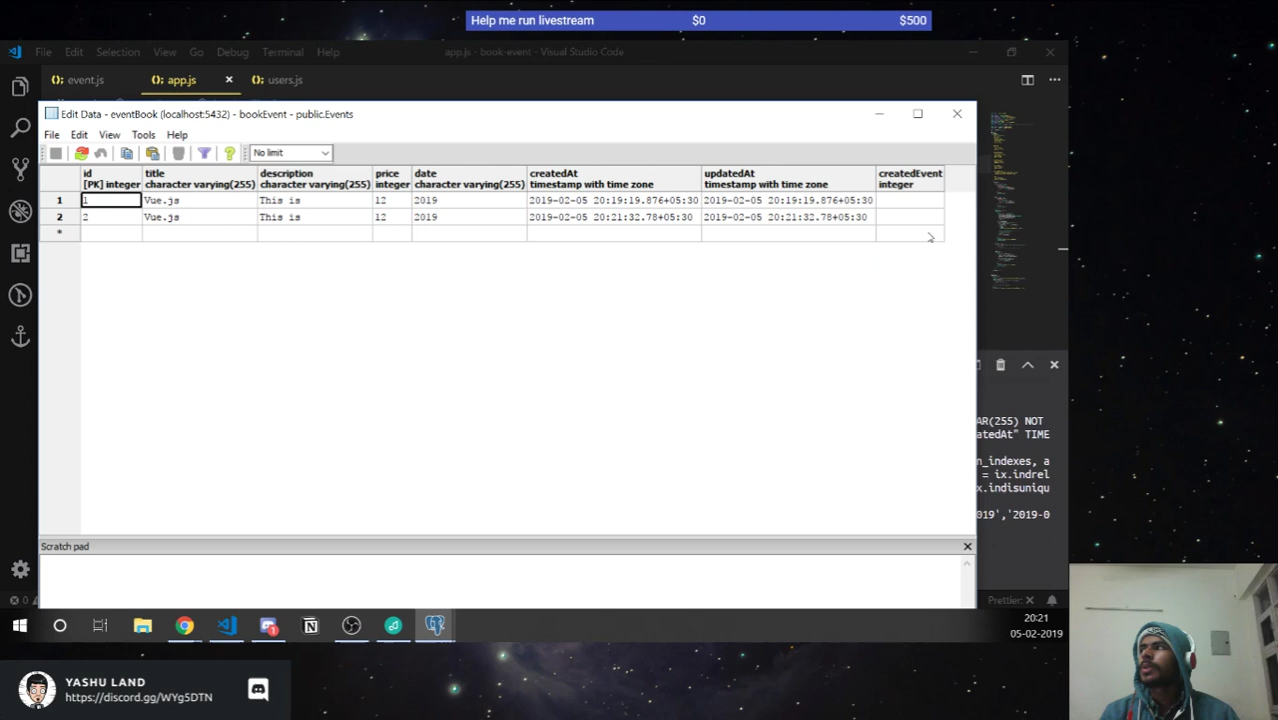 Help me run livestream $0 $500
File Edit Selection View Go Debug Terminal Help
app.js - book-event - Visual Studio Code
event.js app.js users.js
Edit Data - eventBook (localhost:5432) - bookEvent - public.Events
File Edit View Tools Help
No limit
id title description price date createdAt updatedAt createdEvent
[PK] integer character varying(255) character varying(255) integer character varying(255) timestamp with time zone timestamp with time zone integer
1 1 Vue.js This is 12 2019 2019-02-05 20:19:19.876+05:30 2019-02-05 20:19:19.876+05:30
2 2 Vue.js This is 12 2019 2019-02-05 20:21:32.78+05:30 2019-02-05 20:21:32.78+05:30
*
AR(255) NOT
atedAt" TIME
n_indexes, a
= ix.indrel
x.indisuniqu
019','2019-0
Scratch pad
0
Prettier: ×
20:21
05-02-2019
YASHU LAND
https://discord.gg/WYg5DTN